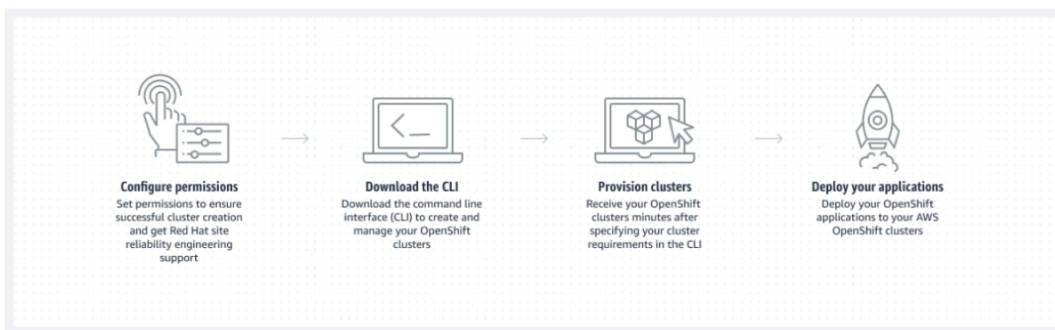 Configure permissions
Set permissions to ensure
successful cluster creation
and get Red Hat site
reliability engineering
support
Download the CLI
Download the command line
interface (CLI) to create and
manage your OpenShift
clusters
Provision clusters
Receive your OpenShift
clusters minutes after
specifying your cluster
requirements in the CLI
Deploy your applications
Deploy your OpenShift
applications to your AWS
OpenShift clusters